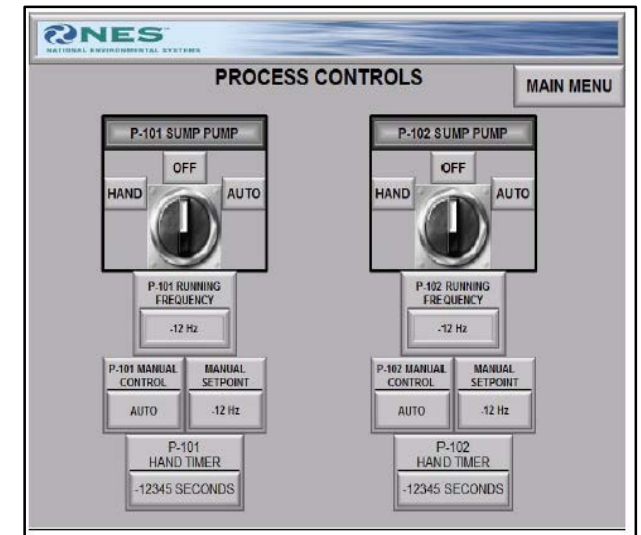 NES
NATIONAL ENVIRONMENTAL SYSTEMS
PROCESS CONTROLS
MAIN MENU
P-101 SUMP PUMP
OFF
HAND
AUTO
P-101 RUNNING
FREQUENCY
-12 Hz
P-101 MANUAL
CONTROL
AUTO
MANUAL
SETPOINT
-12 Hz
P-101
HAND TIMER
-12345 SECONDS
P-102 SUMP PUMP
OFF
HAND
AUTO
P-102 RUNNING
FREQUENCY
-12 Hz
P-102 MANUAL
CONTROL
AUTO
MANUAL
SETPOINT
-12 Hz
P-102
HAND TIMER
-12345 SECONDS